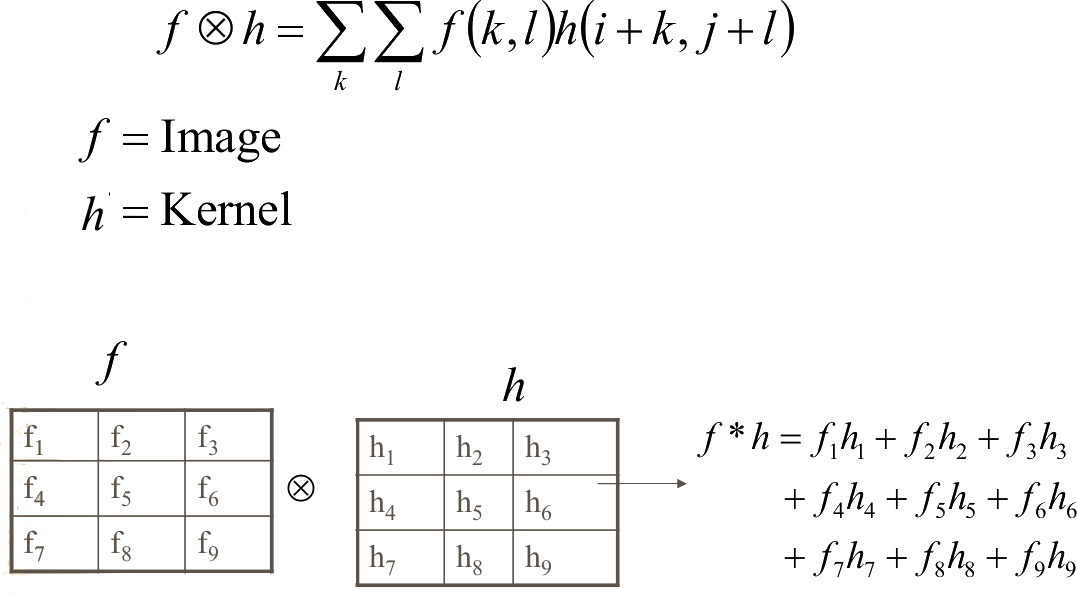 f ⊗ h = ∑ₖ ∑ₗ f(k, l)h(i + k, j + l)
f = Image
h = Kernel
f
h
f₁ f₂ f₃
f₄ f₅ f₆
f₇ f₈ f₉
⊗
h₁ h₂ h₃
h₄ h₅ h₆
h₇ h₈ h₉
f * h = f₁h₁ + f₂h₂ + f₃h₃
+ f₄h₄ + f₅h₅ + f₆h₆
+ f₇h₇ + f₈h₈ + f₉h₉